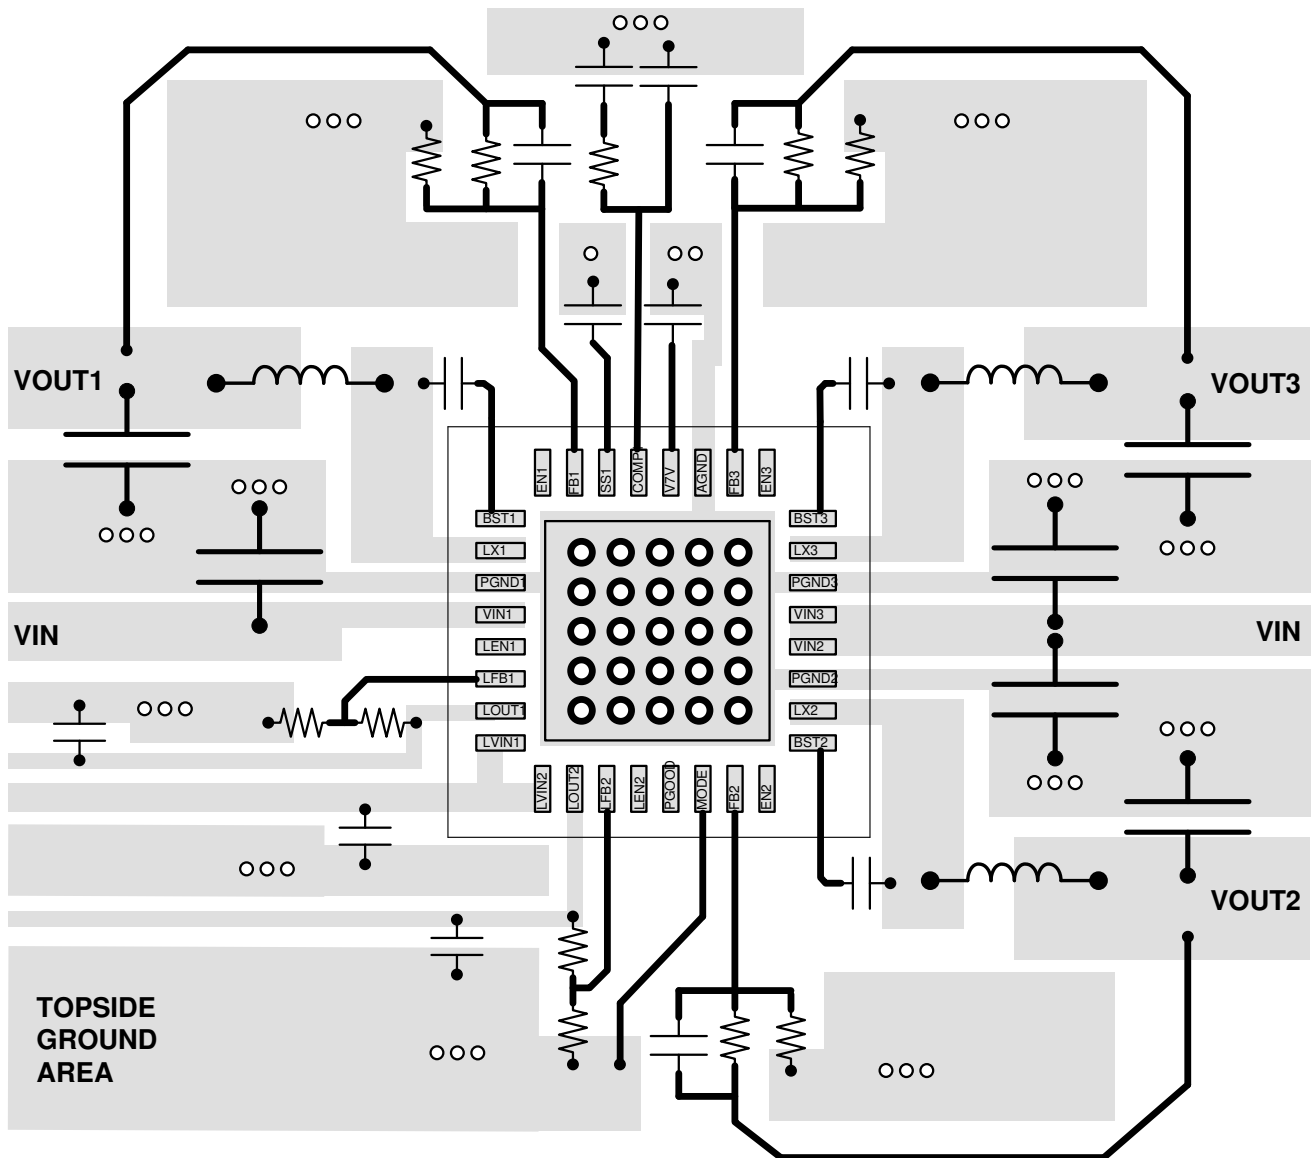 VOUT1
VOUT3
EN1
FB1
SS1
COMP
V7V
AGND
FB3
EN3
BST1
BST3
LX1
LX3
PGND1
PGND3
VIN
VIN1
VIN3
VIN
LEN1
VIN2
LFB1
PGND2
LOUT1
LX2
LVIN1
BST2
LVIN2
LOUT2
LFB2
LEN2
PGOOD
MODE
FB2
EN2
VOUT2
TOPSIDE
GROUND
AREA